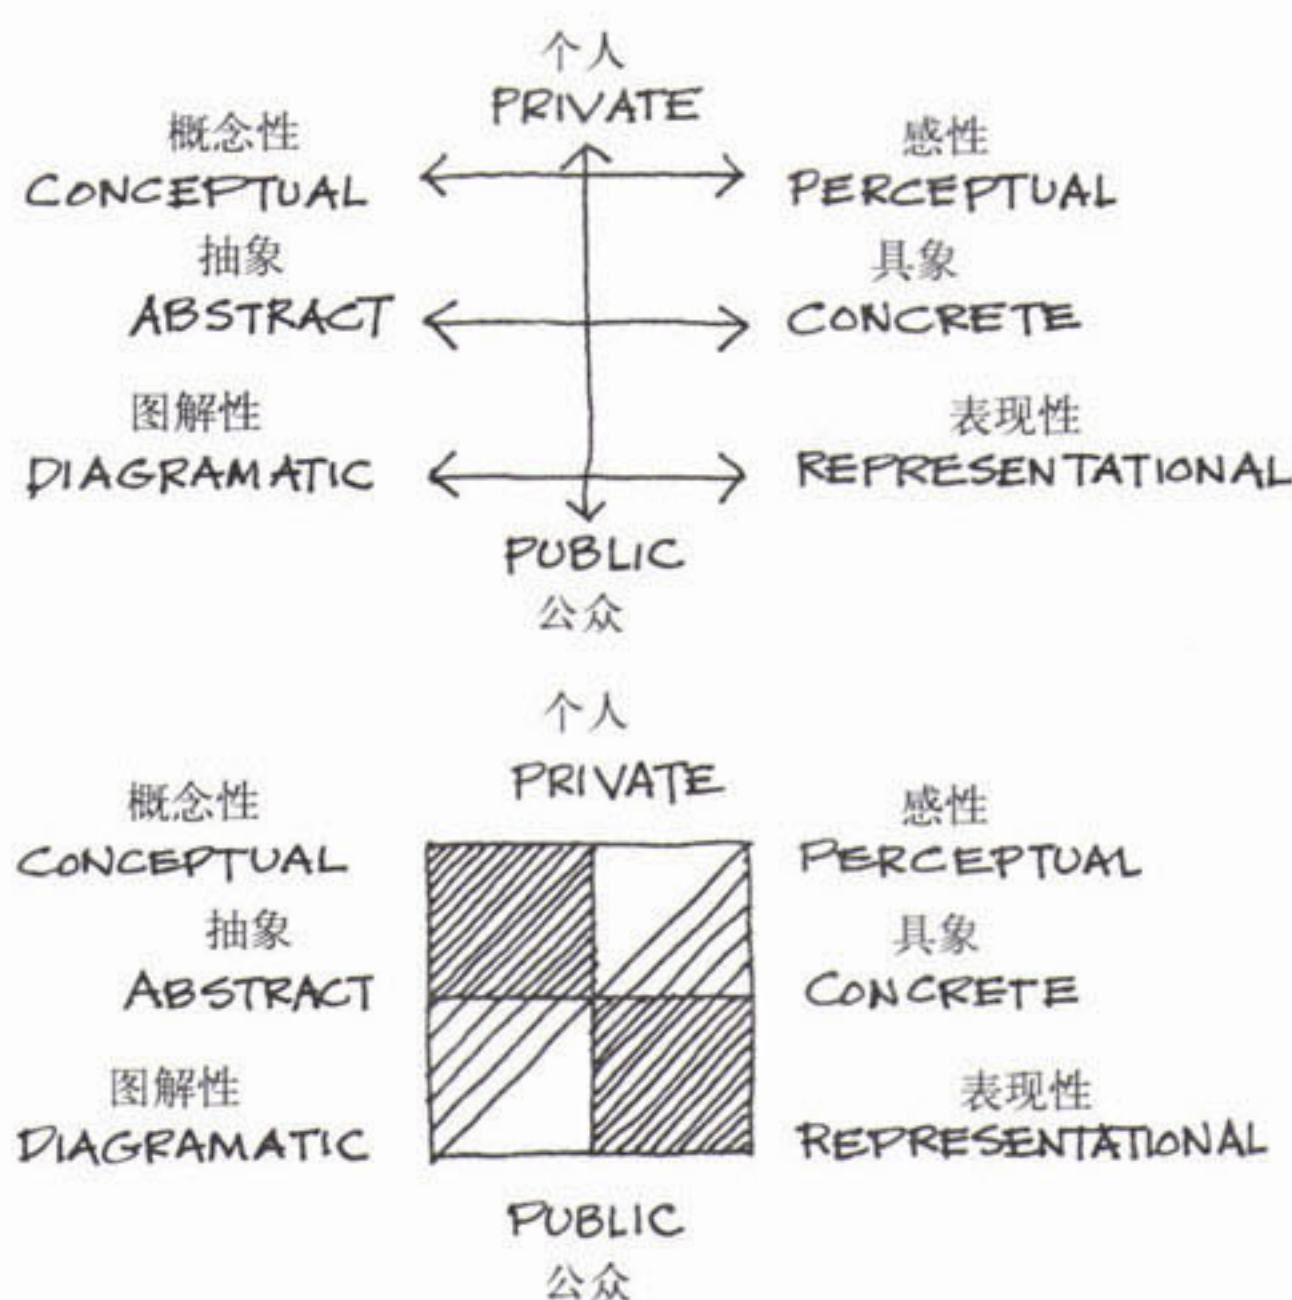 个人
PRIVATE
概念性
CONCEPTUAL
感性
PERCEPTUAL
抽象
ABSTRACT
具象
CONCRETE
图解性
DIAGRAMATIC
表现性
REPRESENTATIONAL
PUBLIC
公众
个人
PRIVATE
概念性
CONCEPTUAL
感性
PERCEPTUAL
抽象
ABSTRACT
具象
CONCRETE
图解性
DIAGRAMATIC
表现性
REPRESENTATIONAL
PUBLIC
公众